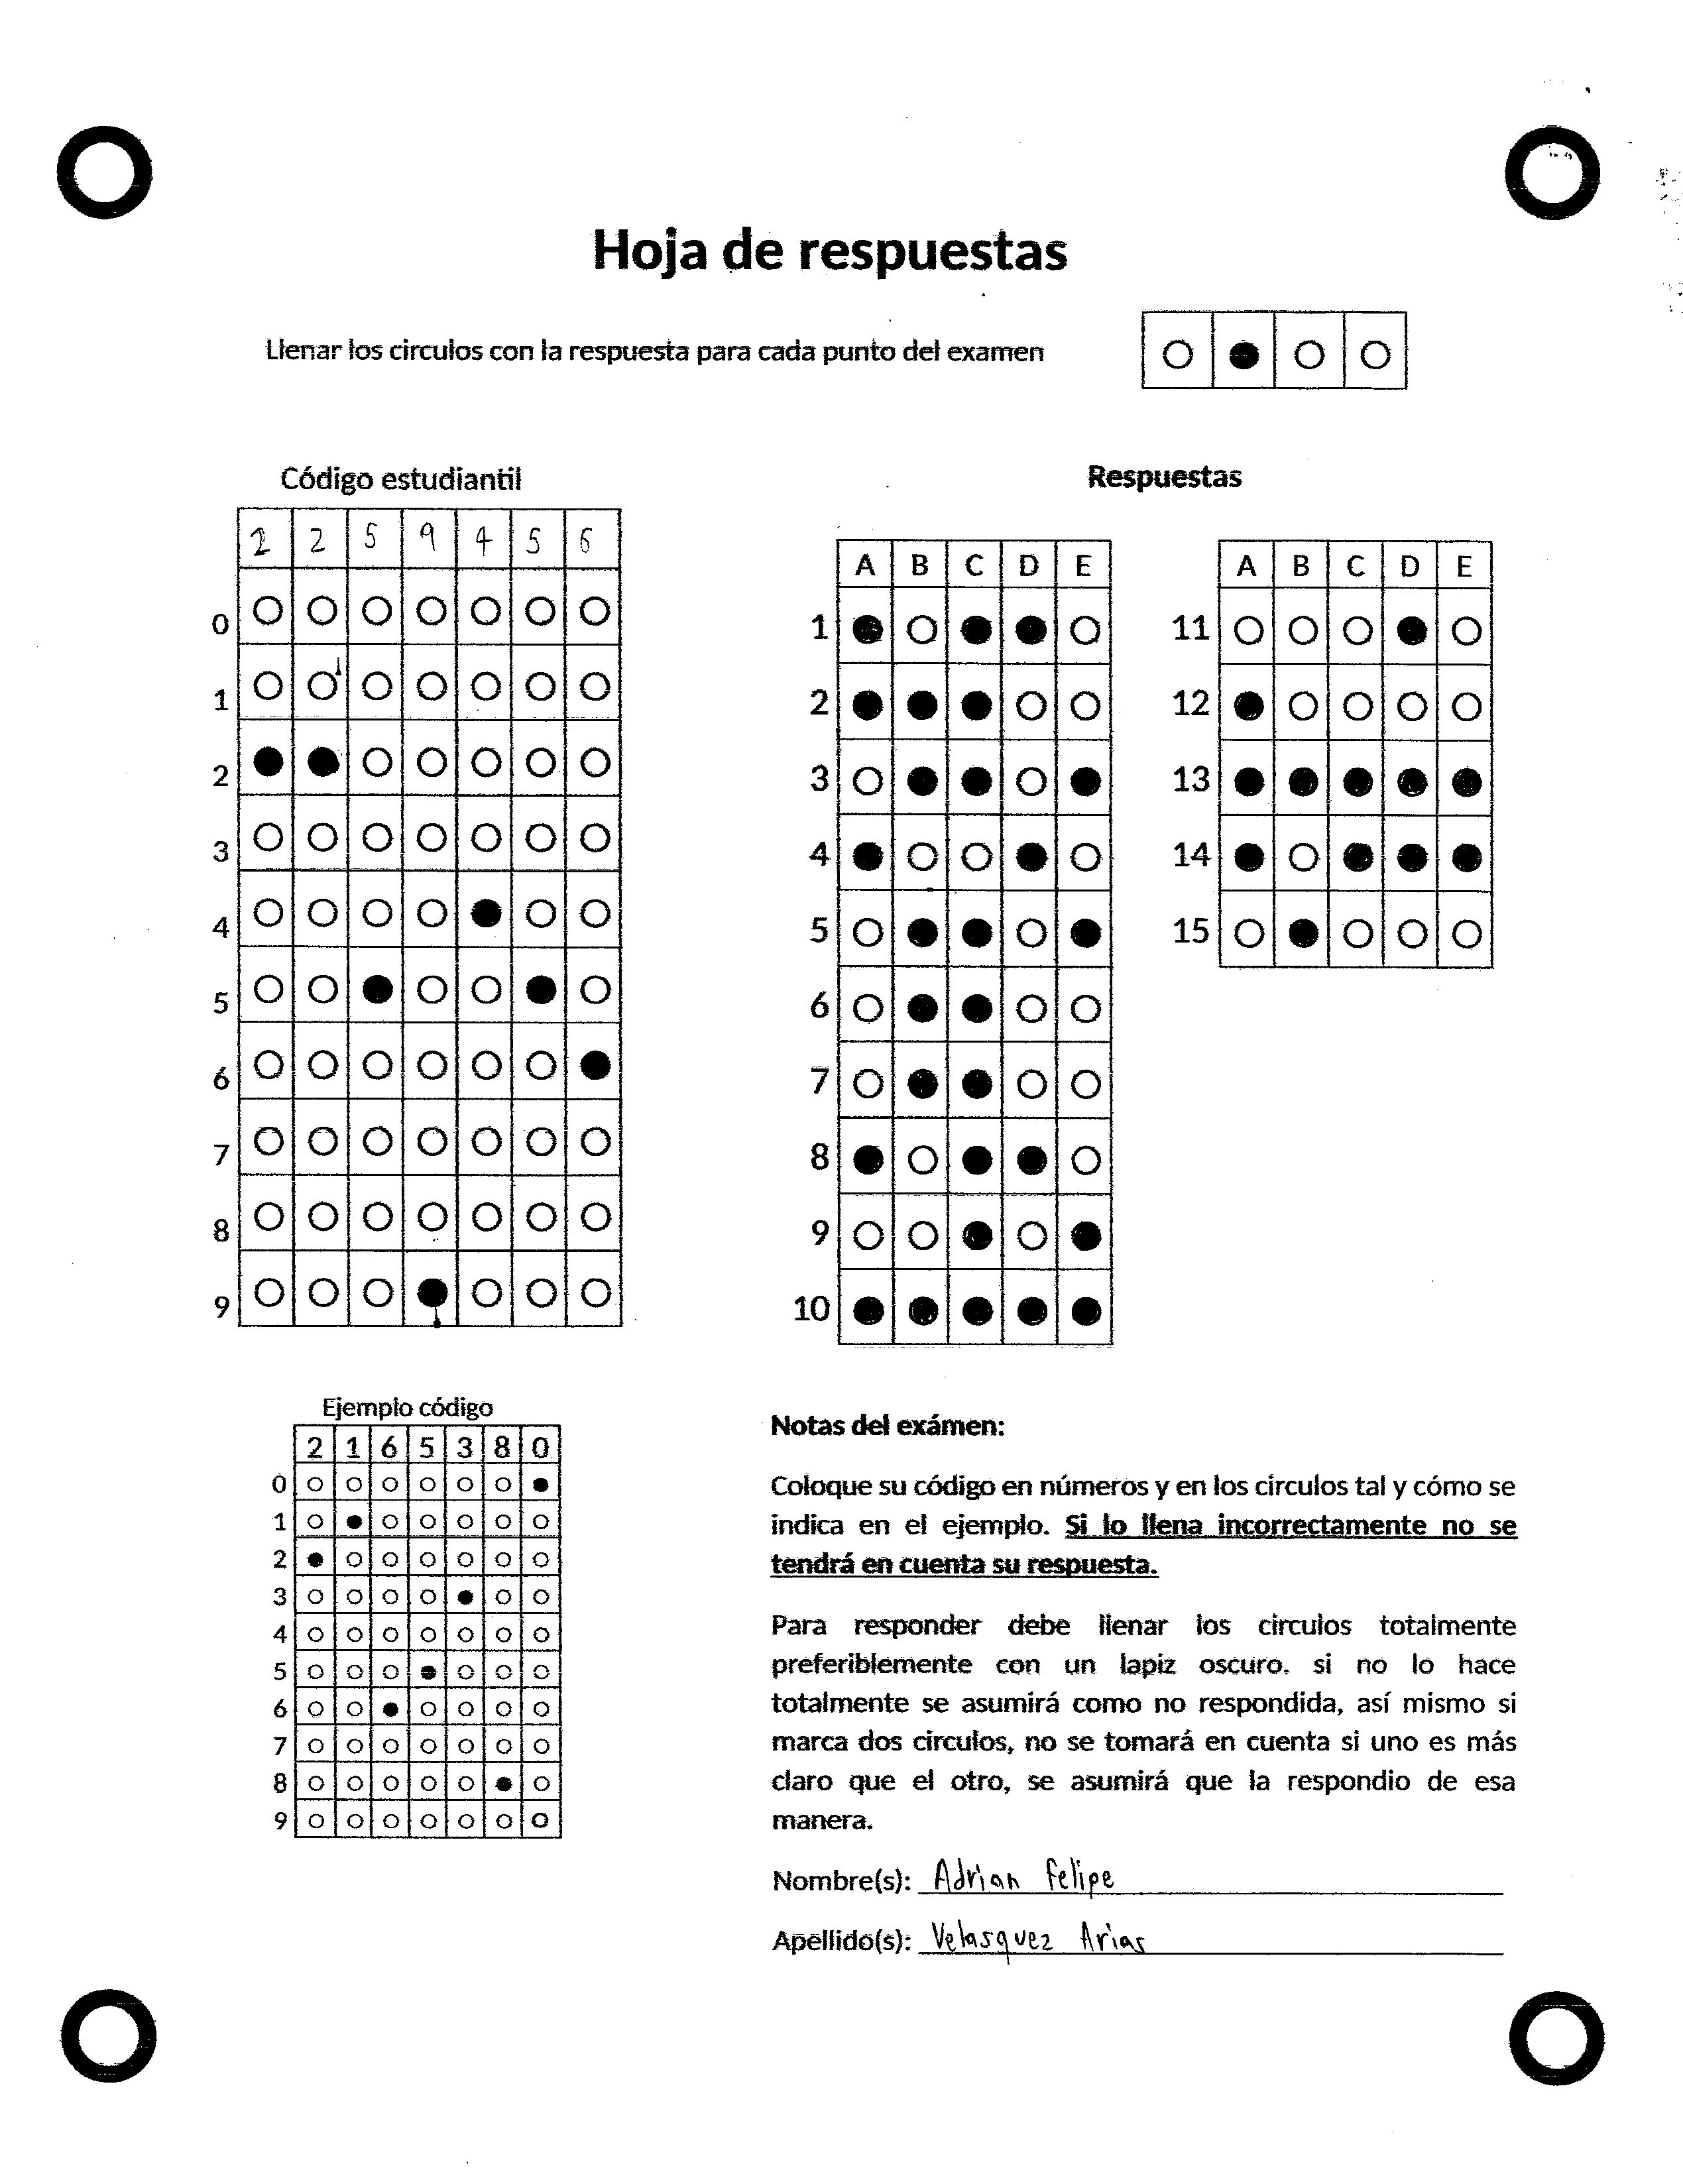 Hoja de respuestas
Llenar los circulos con la respuesta para cada punto del examen
Código estudiantil
2 2 5 9 4 5 6
0
1
2
3
4
5
6
7
8
9
Respuestas
A B C D E
1
2
3
4
5
6
7
8
9
10
A B C D E
11
12
13
14
15
Ejemplo código
2 1 6 5 3 8 0
0
1
2
3
4
5
6
7
8
9
Notas del exámen:
Coloque su código en números y en los circulos tal y cómo se
indica en el ejemplo. Si lo llena incorrectamente no se
tendrá en cuenta su respuesta.
Para responder debe llenar los circulos totalmente
preferiblemente con un lapiz oscuro. si no lo hace
totalmente se asumirá como no respondida, así mismo si
marca dos circulos, no se tomará en cuenta si uno es más
claro que el otro, se asumirá que la respondio de esa
manera.
Nombre(s): Adrian Felipe
Apellido(s): Velasquez Arias